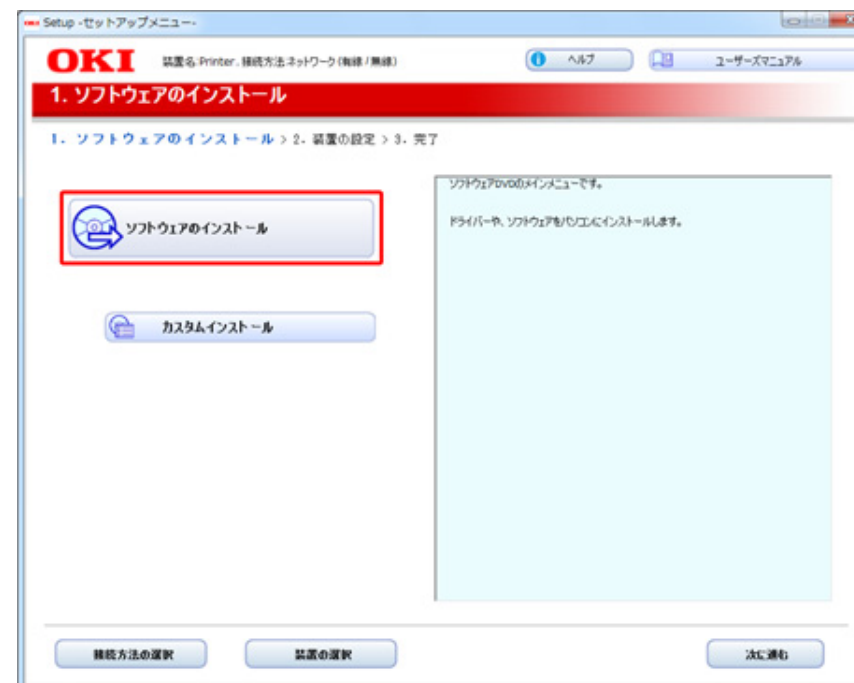 Setup -セットアップメニュー-
OKI 装置名:Printer. 接続方法:ネットワーク(有線/無線) ヘルプ ユーザーズマニュアル
1. ソフトウェアのインストール
1. ソフトウェアのインストール > 2. 装置の設定 > 3. 完了
ソフトウェアDVDのメインメニューです。
ソフトウェアのインストール
ドライバーや、ソフトウェアをパソコンにインストールします。
カスタムインストール
接続方法の選択 装置の選択 次に進む